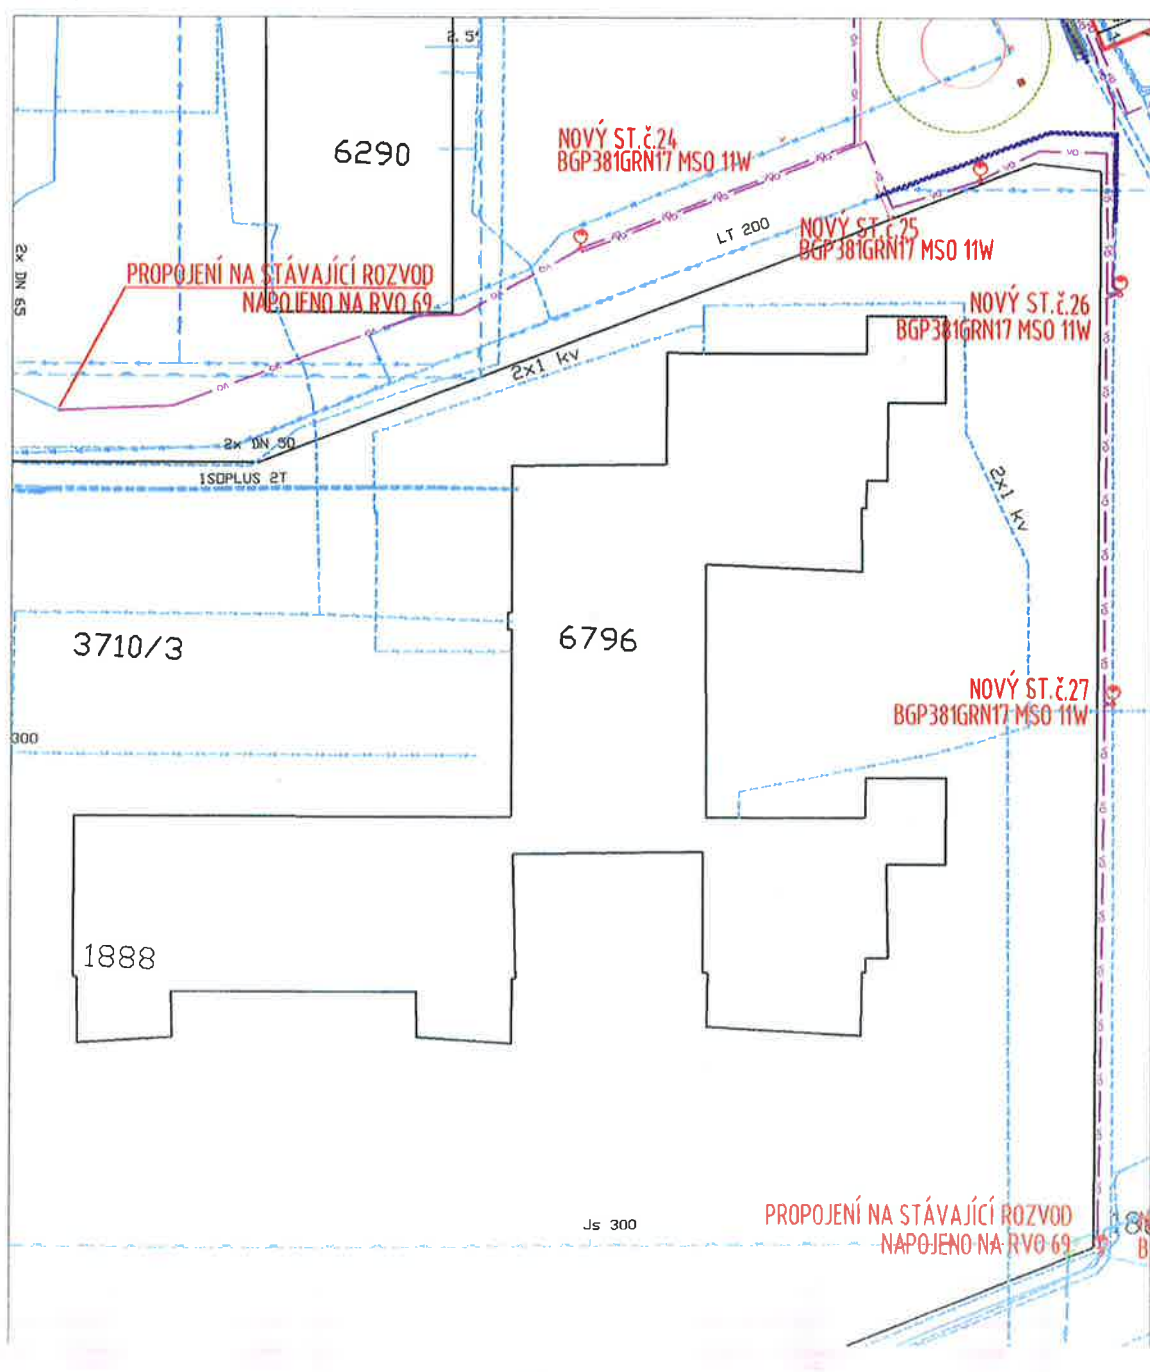 2.5
6290
NOVÝ ST.č.24
BGP381GRN17 MSO 11W
LT 200
NOVÝ ST.č.25
BGP381GRN17 MSO 11W
2x DN 65
PROPOJENÍ NA STÁVAJÍCÍ ROZVOD
NAPOJENO NA RVO 69
NOVÝ ST.č.26
BGP381GRN17 MSO 11W
2x1 kv
2x DN 50
ISOPLUS 2T
2x1 kv
3710/3
6796
NOVÝ ST.č.27
BGP381GRN17 MSO 11W
300
1888
Js 300
PROPOJENÍ NA STÁVAJÍCÍ ROZVOD
NAPOJENO NA RVO 69